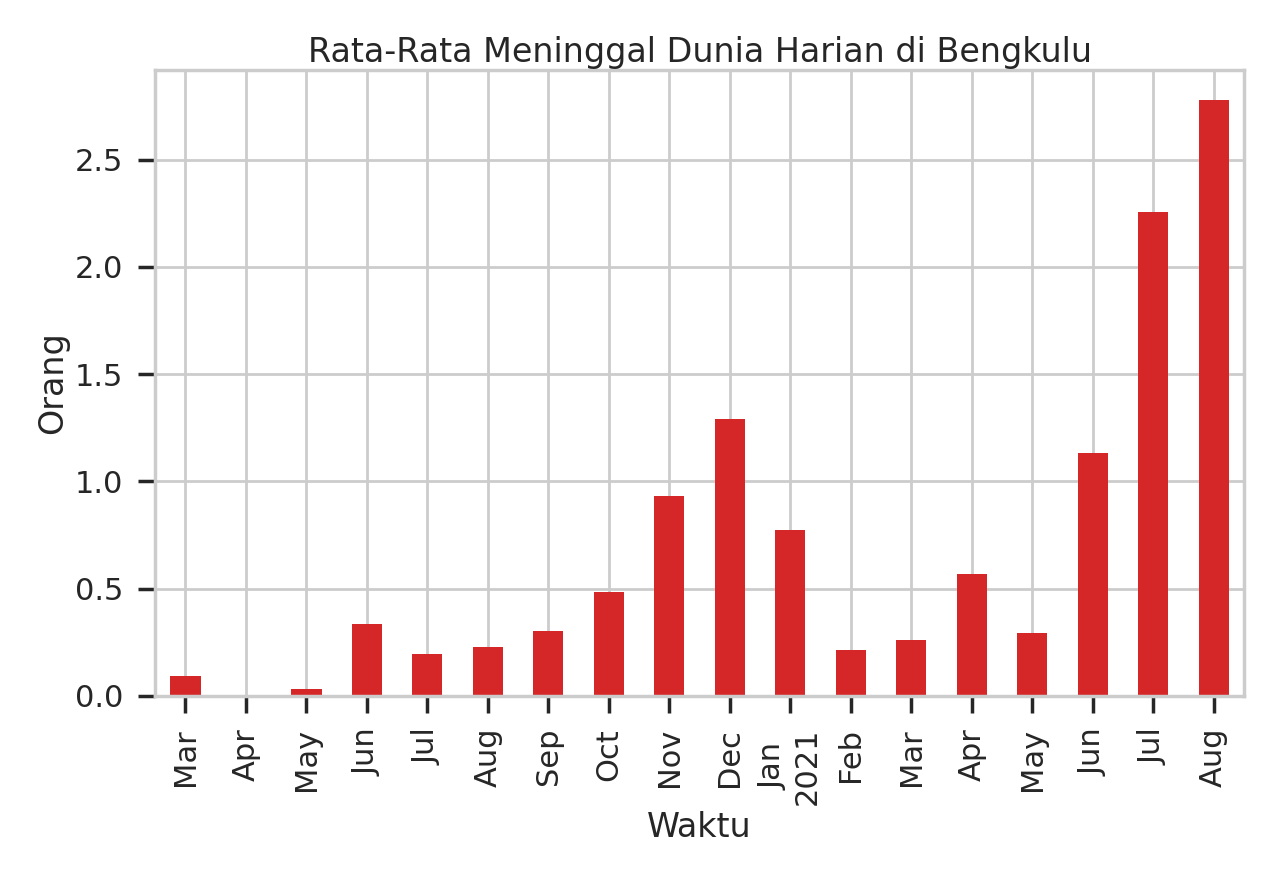 Rata-Rata Meninggal Dunia Harian di Bengkulu
Orang
2.5
2.0
1.5
1.0
0.5
0.0
Mar
Apr
May
Jun
Jul
Aug
Sep
Oct
Nov
Dec
Jan
2021
Feb
Mar
Apr
May
Jun
Jul
Aug
Waktu